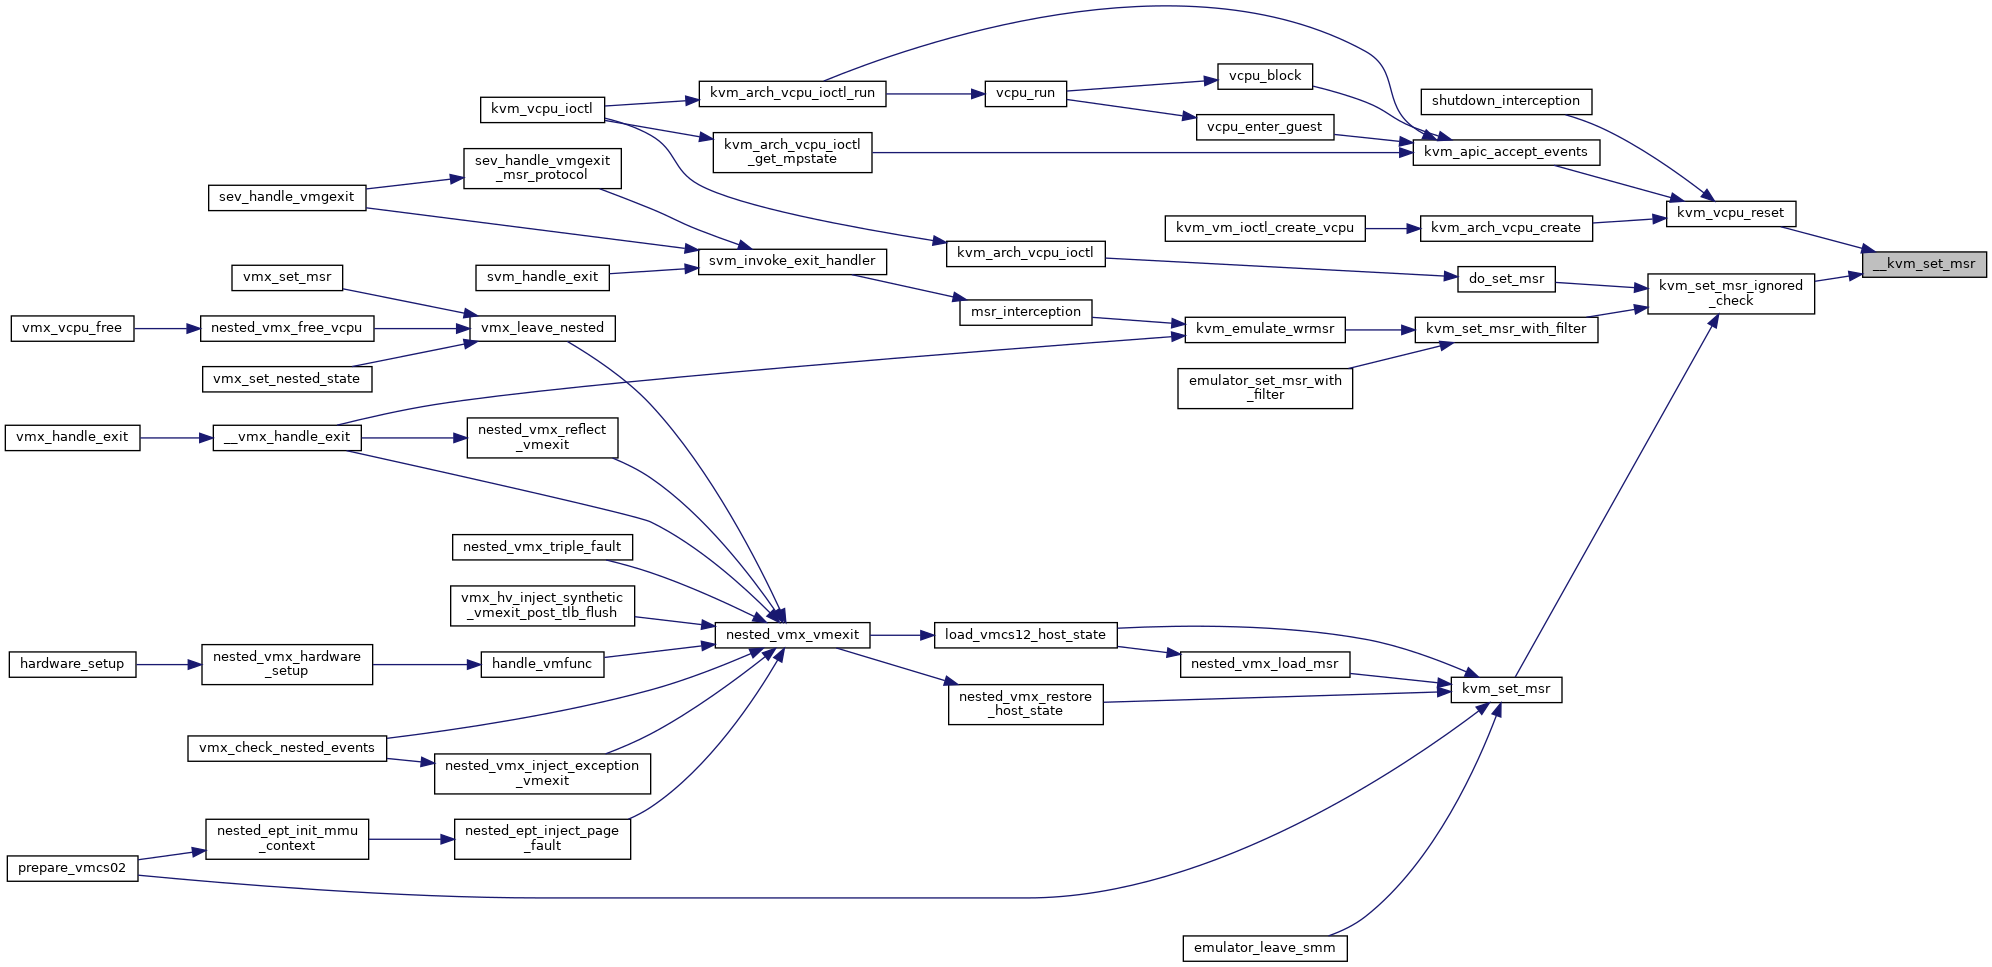 vcpu_block
kvm_arch_vcpu_ioctl_run
vcpu_run
shutdown_interception
kvm_vcpu_ioctl
vcpu_enter_guest
kvm_arch_vcpu_ioctl
_get_mpstate
kvm_apic_accept_events
sev_handle_vmgexit
_msr_protocol
sev_handle_vmgexit
kvm_vcpu_reset
kvm_vm_ioctl_create_vcpu
kvm_arch_vcpu_create
kvm_arch_vcpu_ioctl
svm_invoke_exit_handler
__kvm_set_msr
vmx_set_msr
svm_handle_exit
do_set_msr
kvm_set_msr_ignored
_check
msr_interception
vmx_vcpu_free
nested_vmx_free_vcpu
vmx_leave_nested
kvm_emulate_wrmsr
kvm_set_msr_with_filter
vmx_set_nested_state
emulator_set_msr_with
_filter
vmx_handle_exit
__vmx_handle_exit
nested_vmx_reflect
_vmexit
nested_vmx_triple_fault
vmx_hv_inject_synthetic
_vmexit_post_tlb_flush
nested_vmx_vmexit
load_vmcs12_host_state
hardware_setup
nested_vmx_hardware
_setup
handle_vmfunc
nested_vmx_load_msr
kvm_set_msr
nested_vmx_restore
_host_state
vmx_check_nested_events
nested_vmx_inject_exception
_vmexit
nested_ept_init_mmu
_context
nested_ept_inject_page
_fault
prepare_vmcs02
emulator_leave_smm